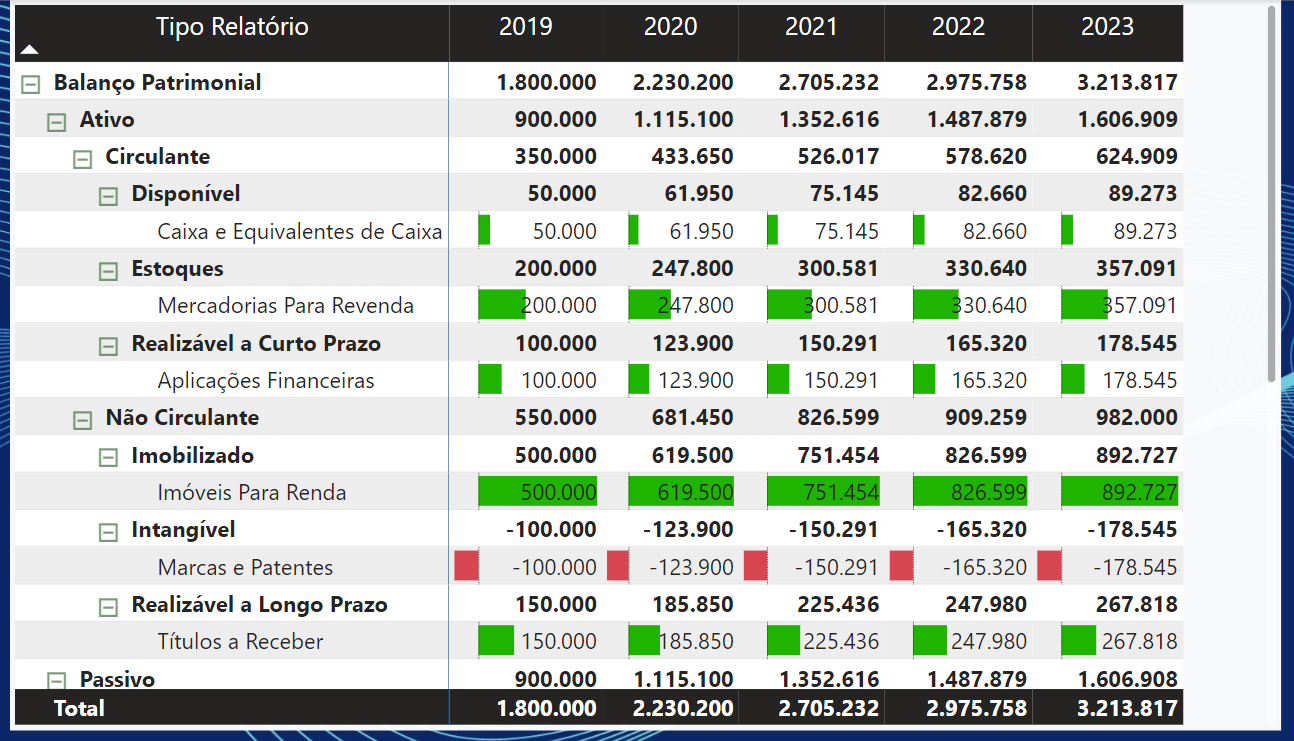 Tipo Relatório 2019 2020 2021 2022 2023
Balanço Patrimonial 1.800.000 2.230.200 2.705.232 2.975.758 3.213.817
Ativo 900.000 1.115.100 1.352.616 1.487.879 1.606.909
Circulante 350.000 433.650 526.017 578.620 624.909
Disponível 50.000 61.950 75.145 82.660 89.273
Caixa e Equivalentes de Caixa 50.000 61.950 75.145 82.660 89.273
Estoques 200.000 247.800 300.581 330.640 357.091
Mercadorias Para Revenda 200.000 247.800 300.581 330.640 357.091
Realizável a Curto Prazo 100.000 123.900 150.291 165.320 178.545
Aplicações Financeiras 100.000 123.900 150.291 165.320 178.545
Não Circulante 550.000 681.450 826.599 909.259 982.000
Imobilizado 500.000 619.500 751.454 826.599 892.727
Imóveis Para Renda 500.000 619.500 751.454 826.599 892.727
Intangível -100.000 -123.900 -150.291 -165.320 -178.545
Marcas e Patentes -100.000 -123.900 -150.291 -165.320 -178.545
Realizável a Longo Prazo 150.000 185.850 225.436 247.980 267.818
Títulos a Receber 150.000 185.850 225.436 247.980 267.818
Passivo 900.000 1.115.100 1.352.616 1.487.879 1.606.908
Total 1.800.000 2.230.200 2.705.232 2.975.758 3.213.817